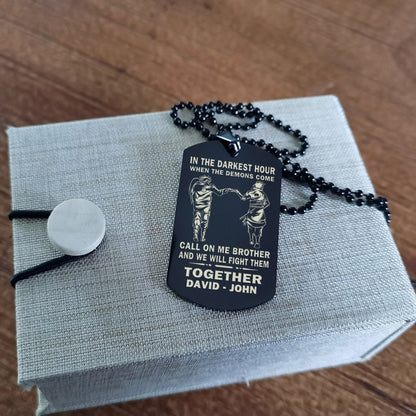 IN THE DARKEST HOUR
WHEN THE DEMONS COME
CALL ON ME BROTHER
AND WE WILL FIGHT THEM
TOGETHER
DAVID - JOHN